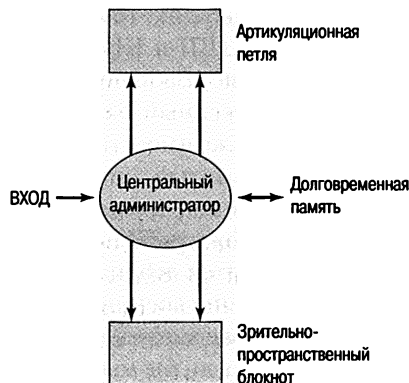 Артикуляционная
петля
ВХОД
Центральный
администратор
Долговременная
память
Зрительно-
пространственный
блокнот